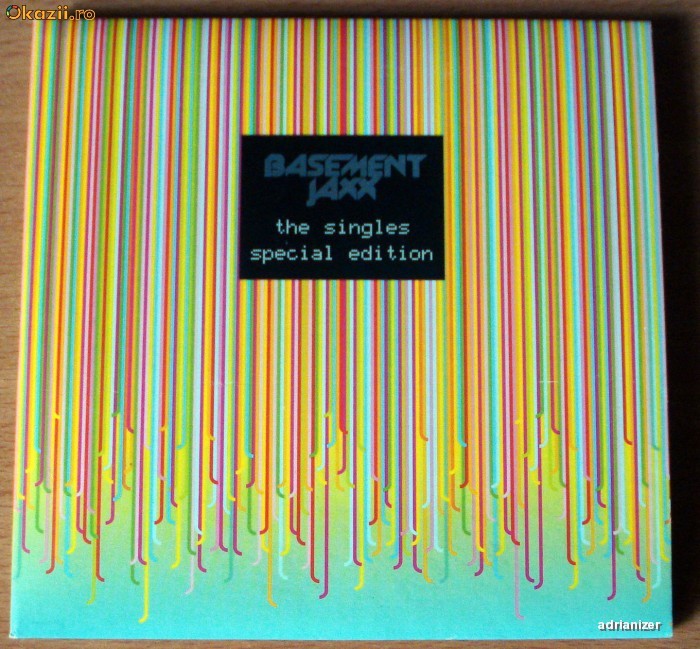 Okazii.ro
BASEMENT
JAXX
the singles
special edition
adrianizer